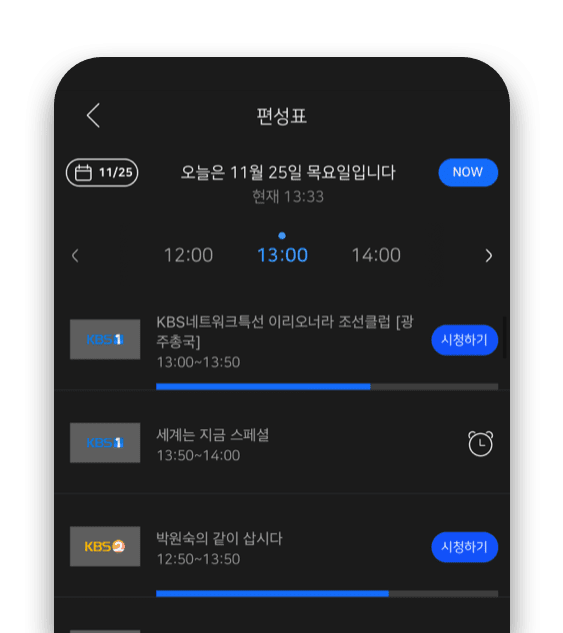 편성표
11/25
오늘은 11월 25일 목요일입니다
NOW
현재 13:33
12:00
13:00
14:00
KBS1
KBS네트워크특선 이리오너라 조선클럽 [광
주총국]
13:00~13:50
시청하기
KBS1
세계는 지금 스페셜
13:50~14:00
KBS2
박원숙의 같이 삽시다
12:50~13:50
시청하기